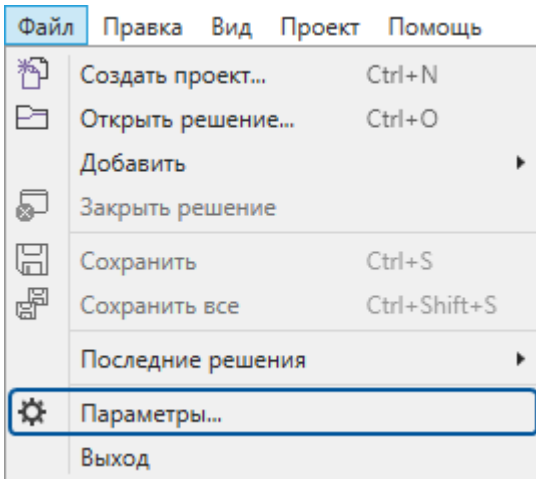 Файл Правка Вид Проект Помощь
Создать проект... Ctrl+N
Открыть решение... Ctrl+O
Добавить
Закрыть решение
Сохранить Ctrl+S
Сохранить все Ctrl+Shift+S
Последние решения
Параметры...
Выход